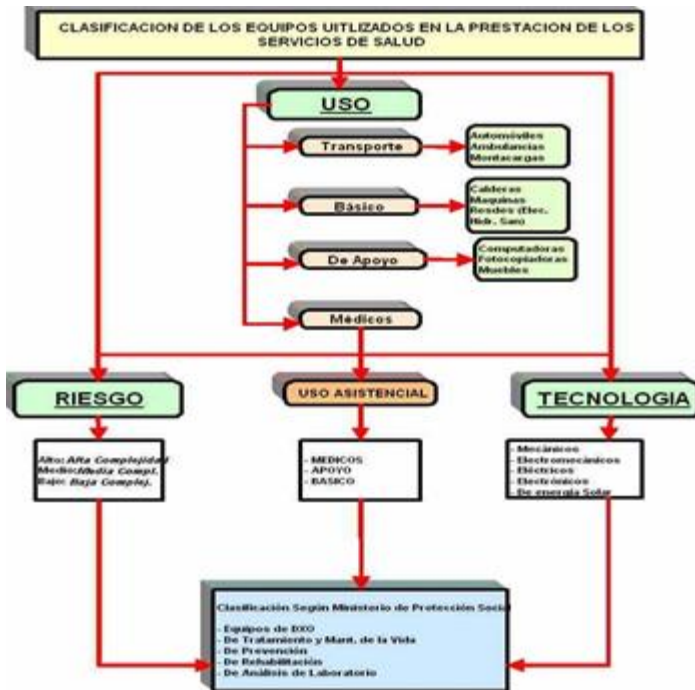 CLASIFICACION DE LOS EQUIPOS UITLIZADOS EN LA PRESTACION DE LOS
SERVICIOS DE SALUD
USO
Transporte
Automóviles
Ambulancias
Montacargas
Básico
Calderas
Maquinas
Resdes (Elec.
Hidr. San)
De Apoyo
Computadoras
Fotocopiadoras
Muebles
Médicos
RIESGO
Alto: Alta Complejidad
Medio: Media Compl.
Bajo: Baja Complej.
USO ASISTENCIAL
- MEDICOS
- APOYO
- BASICO
TECNOLOGIA
- Mecánicos
- Electromecánicos
- Eléctricos
- Electrónicos
- De energía Solar
Clasificación Según Ministerio de Protección Social
- Equipos de DXO
- De Tratamiento y Mant. de la Vida
- De Prevención
- De Rehabilitación
- De Análisis de Laboratorio